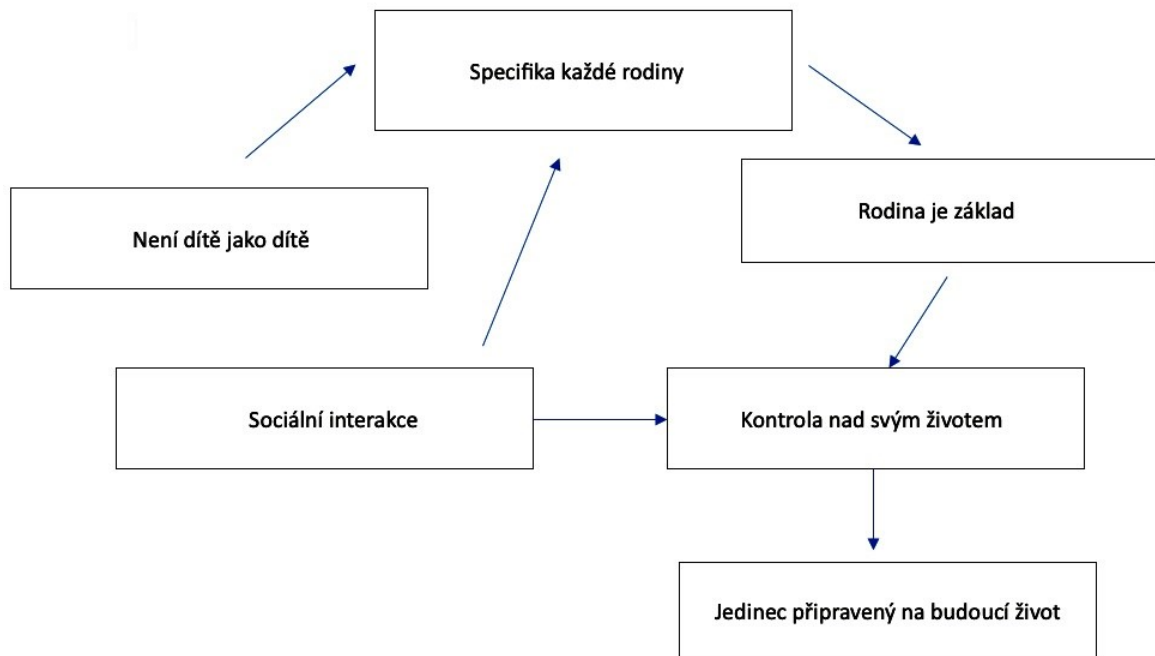 Specifika každé rodiny
Není dítě jako dítě
Rodina je základ
Sociální interakce
Kontrola nad svým životem
Jedinec připravený na budoucí život